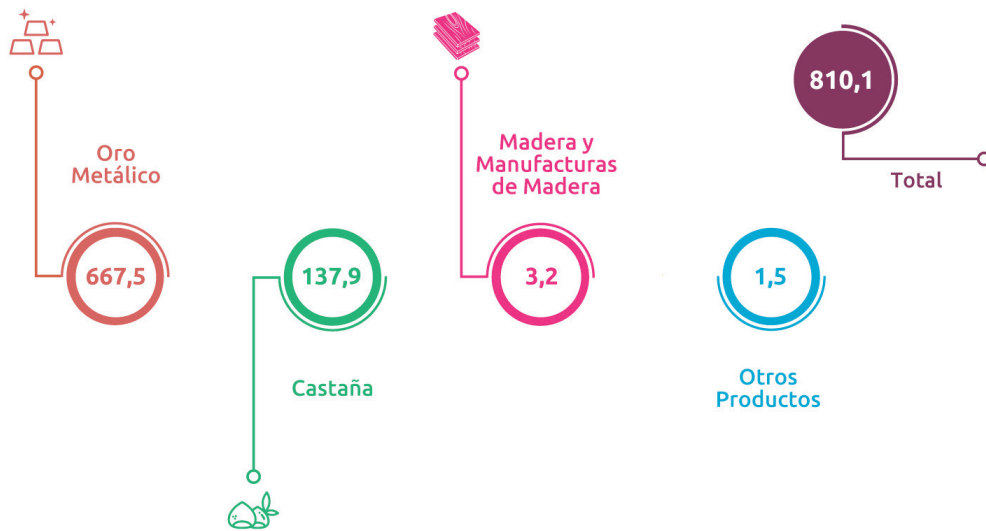 Oro
Metálico
667,5
137,9
Castaña
Madera y
Manufacturas
de Madera
3,2
1,5
Otros
Productos
810,1
Total